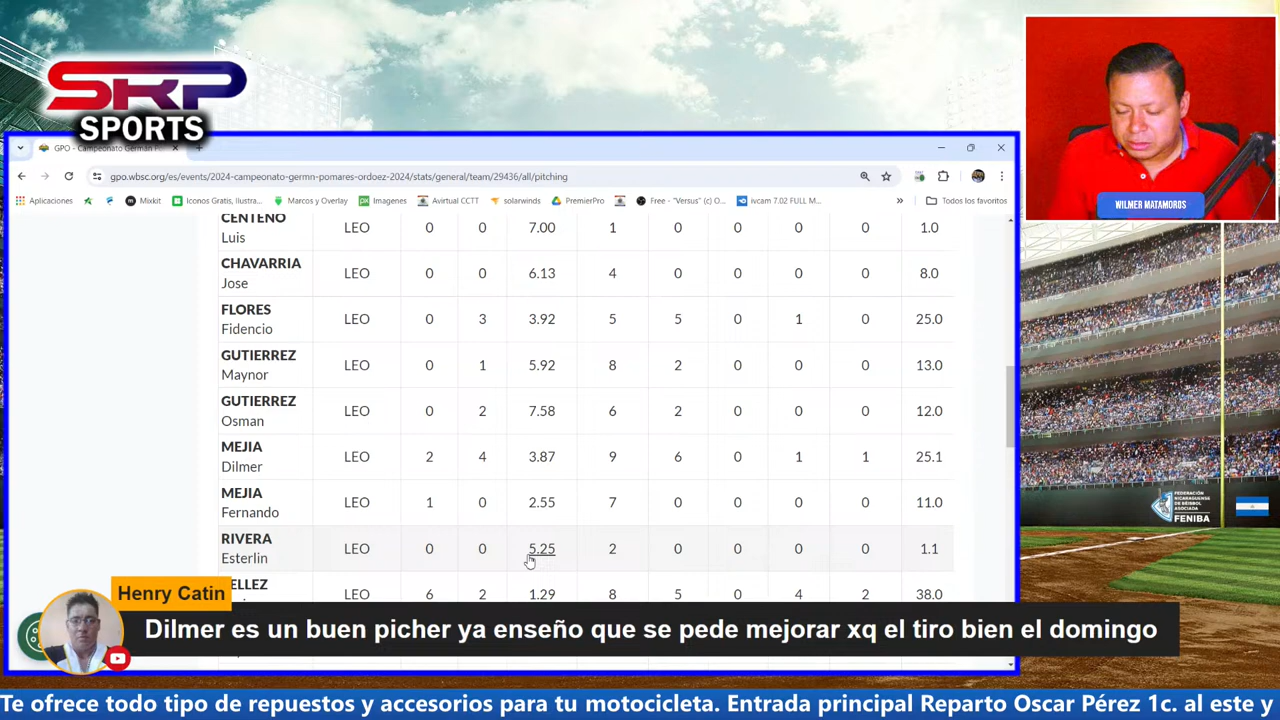 SKP
SPORTS
GPO - Campeonato Germán P
gpo.wbsc.org/es/events/2024-campeonato-germn-pomares-ordoez-2024/stats/general/team/29436/all/pitching
Aplicaciones
Mixkit
Iconos Gratis, Ilustra...
Marcos y Overlay
Imagenes
Avirtual CCTT
solarwinds
PremierPro
Free - "Versus" (c) O...
ivcam 7.02 FULL M...
»
Todos los favoritos
WILMER MATAMOROS
CENTENO
Luis
LEO 0 0 7.00 1 0 0 0 0 1.0
CHAVARRIA
Jose
LEO 0 0 6.13 4 0 0 0 0 8.0
FLORES
Fidencio
LEO 0 3 3.92 5 5 0 1 0 25.0
GUTIERREZ
Maynor
LEO 0 1 5.92 8 2 0 0 0 13.0
GUTIERREZ
Osman
LEO 0 2 7.58 6 2 0 0 0 12.0
MEJIA
Dilmer
LEO 2 4 3.87 9 6 0 1 1 25.1
MEJIA
Fernando
LEO 1 0 2.55 7 0 0 0 0 11.0
RIVERA
Esterlin
LEO 0 0 5.25 2 0 0 0 0 1.1
ELLEZ
LEO 6 2 1.29 8 5 0 4 2 38.0
FEDERACIÓN
NICARAGÜENSE
DE BÉISBOL
ASOCIADA
FENIBA
Henry Catin
Dilmer es un buen picher ya enseño que se pede mejorar xq el tiro bien el domingo
Te ofrece todo tipo de repuestos y accesorios para tu motocicleta. Entrada principal Reparto Oscar Pérez 1c. al este y